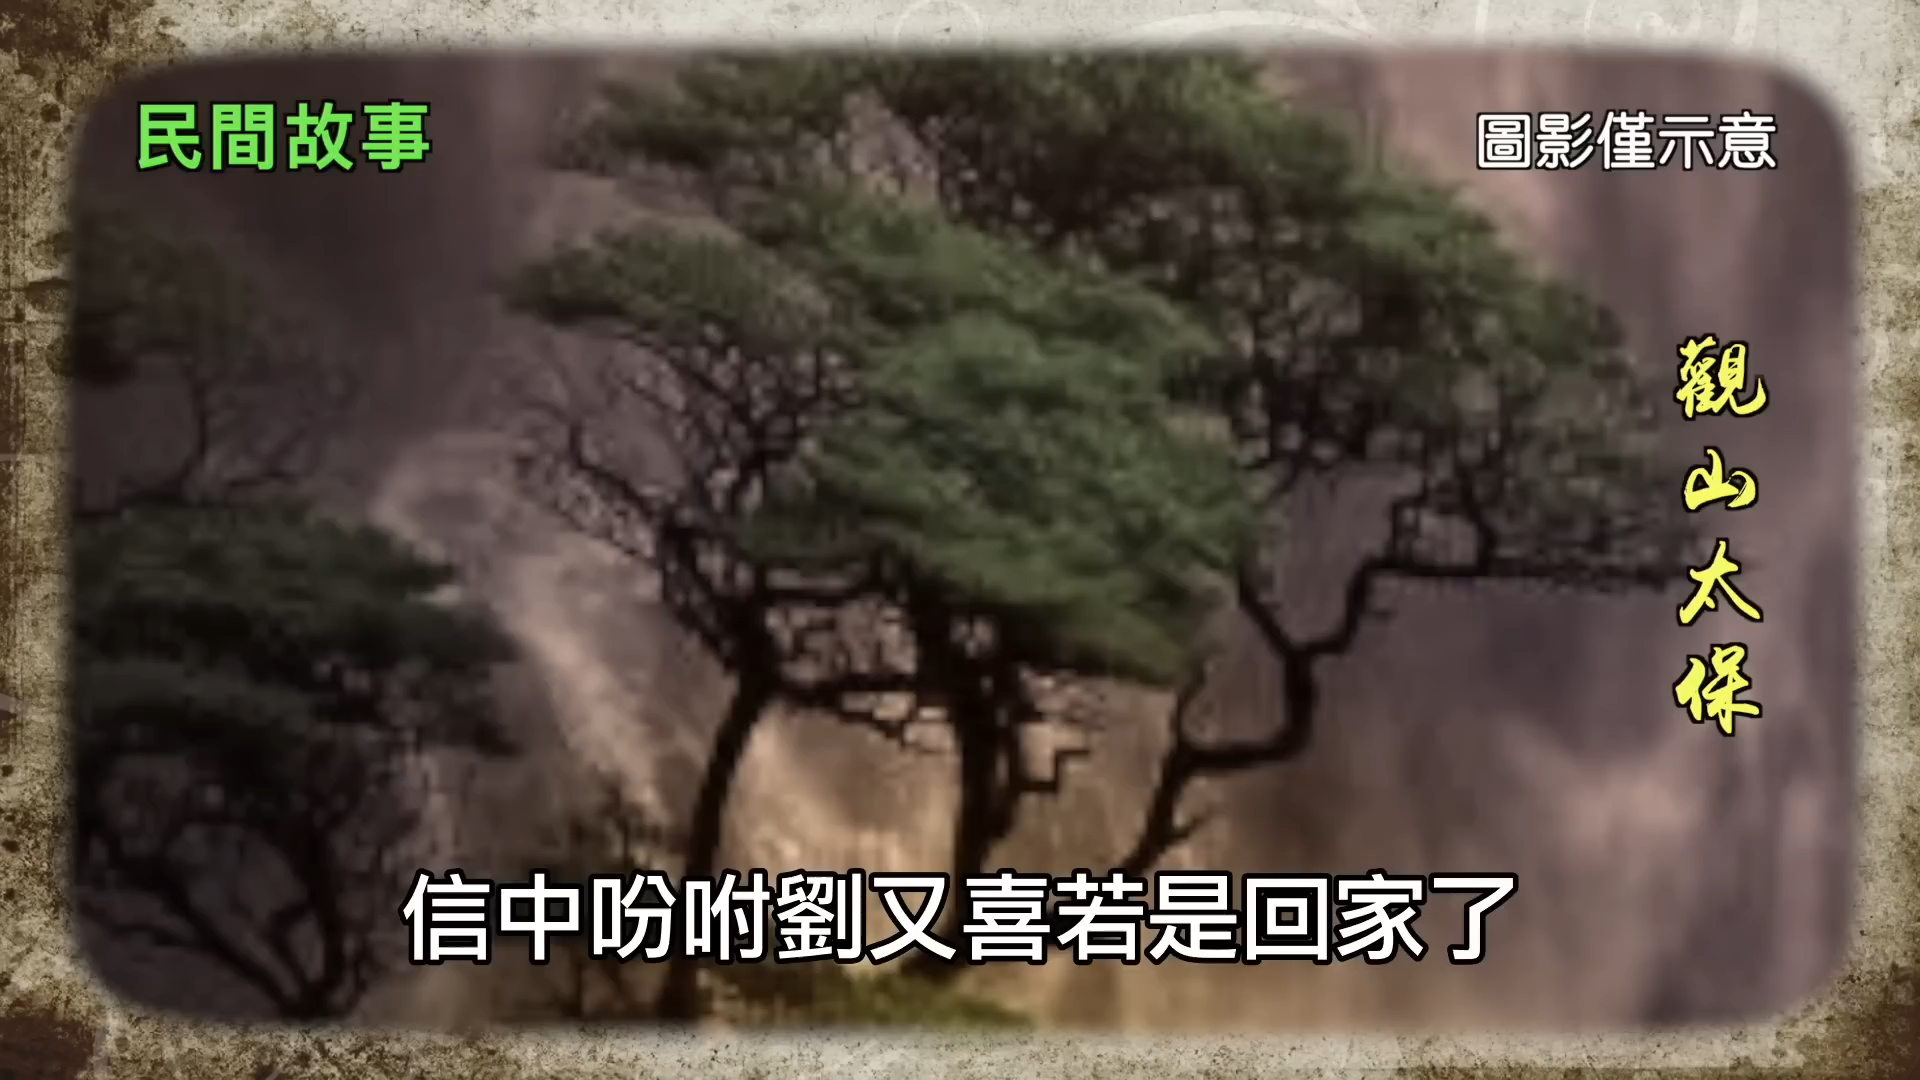 民間故事
圖影僅示意
觀山太保
信中吩咐劉又喜若是回家了